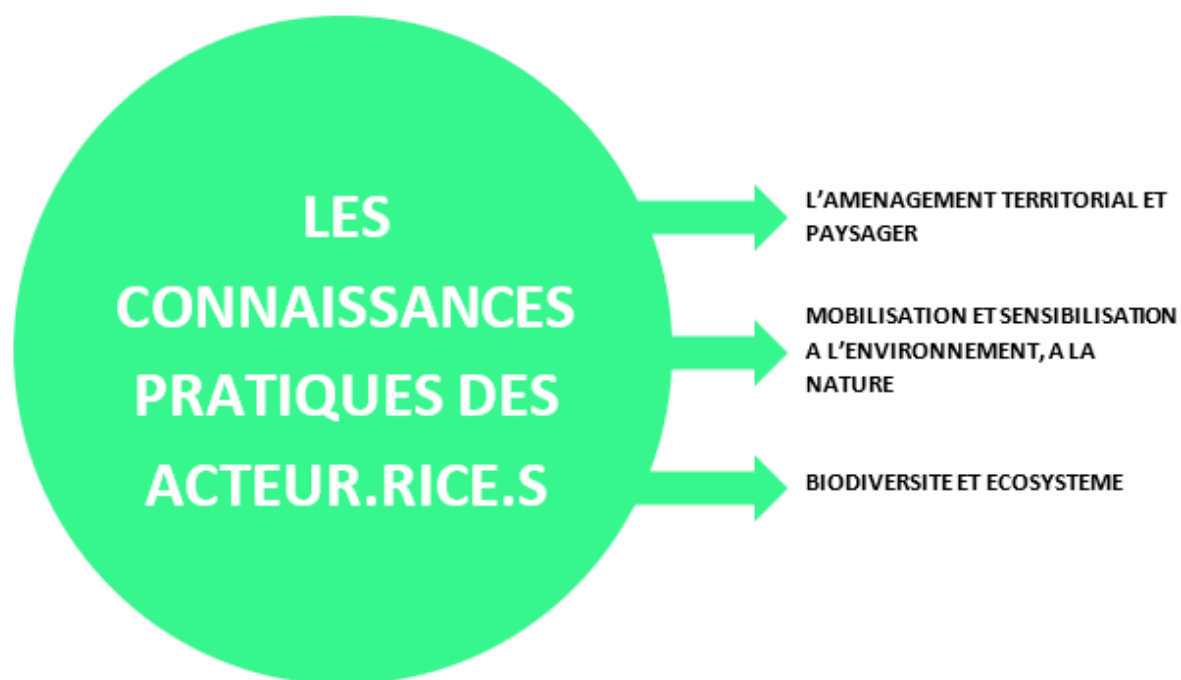 LES
CONNAISSANCES
PRATIQUES DES
ACTEUR.RICE.S
L’AMENAGEMENT TERRITORIAL ET
PAYSAGER
MOBILISATION ET SENSIBILISATION
A L’ENVIRONNEMENT, A LA
NATURE
BIODIVERSITE ET ECOSYSTEME